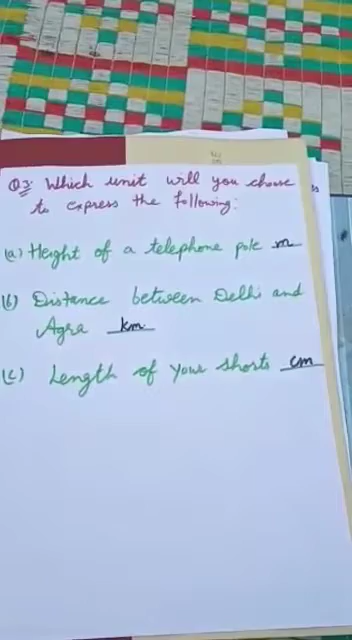 Q3: Which unit will you choose
to express the following:
(a) Height of a telephone pole m
(b) Distance between Delhi and
Agra km
(c) Length of your shorts cm